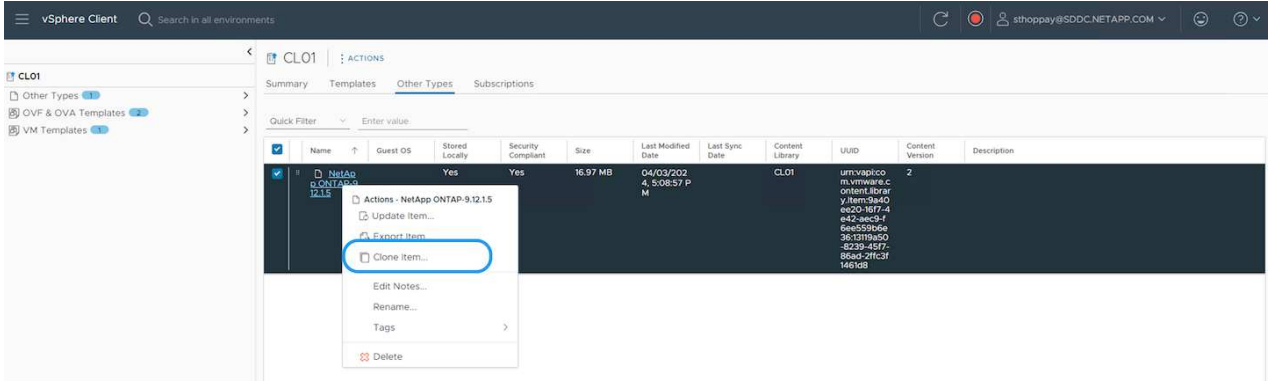 vSphere Client Search in all environments sthoppay@SDDC.NETAPP.COM
CL01
Other Types 1
OVF & OVA Templates 2
VM Templates 1
CL01 ACTIONS
Summary Templates Other Types Subscriptions
Quick Filter Enter value
Name Guest OS Stored Locally Security Compliant Size Last Modified Date Last Sync Date Content Library UUID Content Version Description
NetAp
p ONTAP-9
.12.1.5
Yes Yes 16.97 MB
04/03/202
4, 5:08:57 P
M
CL01
urn:vapi:co
m.vmware.c
ontent.librar
y.Item:9a40
ee20-16f7-4
e42-aec9-f
6ee559b6e
36:13119a50
-8239-45f7-
86ad-2ffc3f
1461d8
2
Actions - NetApp ONTAP-9.12.1.5
Update Item...
Export Item...
Clone Item...
Edit Notes...
Rename...
Tags
Delete